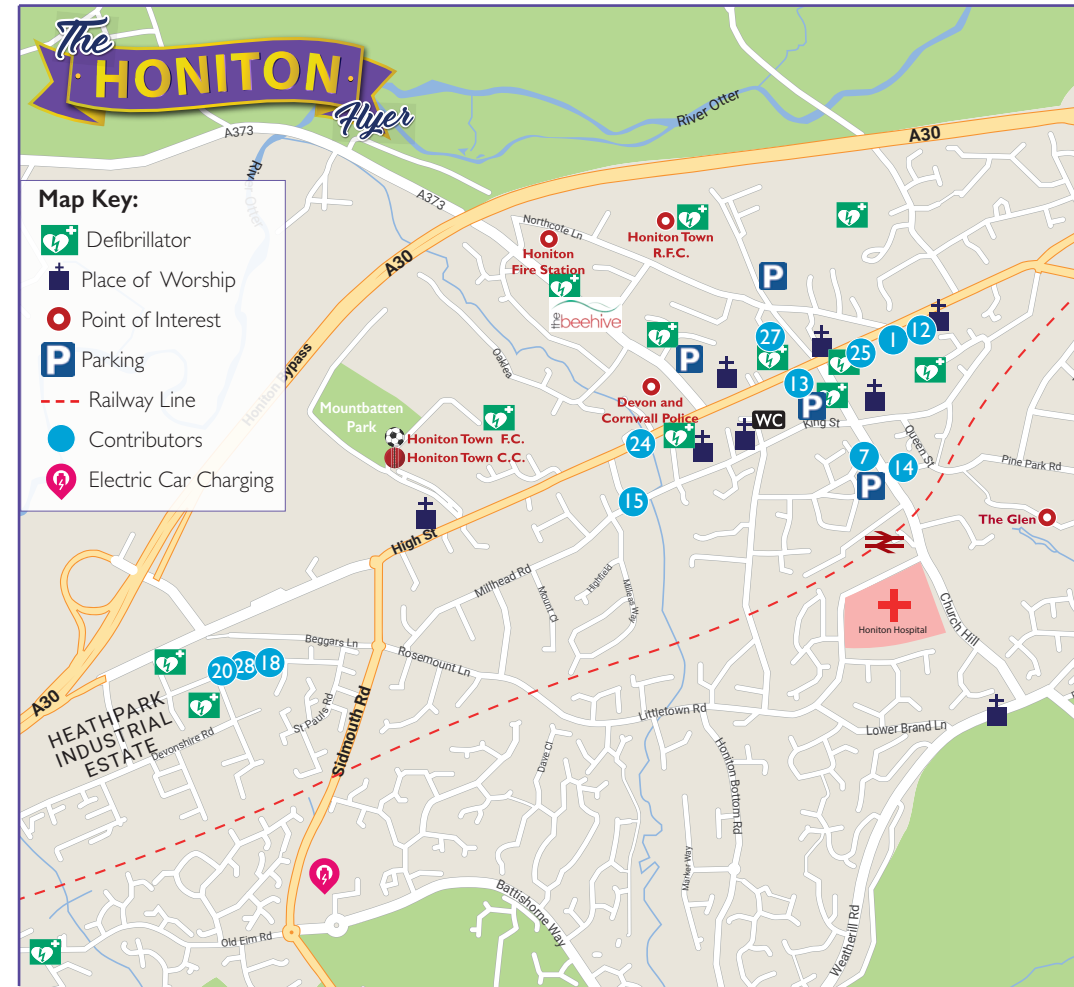 The
HONITON
Flyer
River Otter
A30
A373
River Otter
A373
Map Key:
Defibrillator
Place of Worship
Point of Interest
P
Parking
Railway Line
Contributors
Electric Car Charging
A30
Honiton Bypass
Northcote Ln
Honiton
Fire Station
Honiton Town
R.F.C.
the
beehive
P
P
27
12
1
25
13
P
Oaklea
Devon and
Cornwall Police
WC
King St
Mountbatten
Park
Honiton Town F.C.
Honiton Town C.C.
24
7
14
P
Queen St
Pine Park Rd
15
The Glen
High St
Millhead Rd
Mount Cl
Highfield
Millers Way
Honiton Hospital
Church Hill
Beggars Ln
Rosemount Ln
20
28
18
A30
HEATHPARK
INDUSTRIAL
ESTATE
Devonshire Rd
St Pauls Rd
Sidmouth Rd
Littletown Rd
Lower Brand Ln
Dave Cl
Honiton Bottom Rd
Marker Way
Battishorne Way
Weatherill Rd
Old Elm Rd